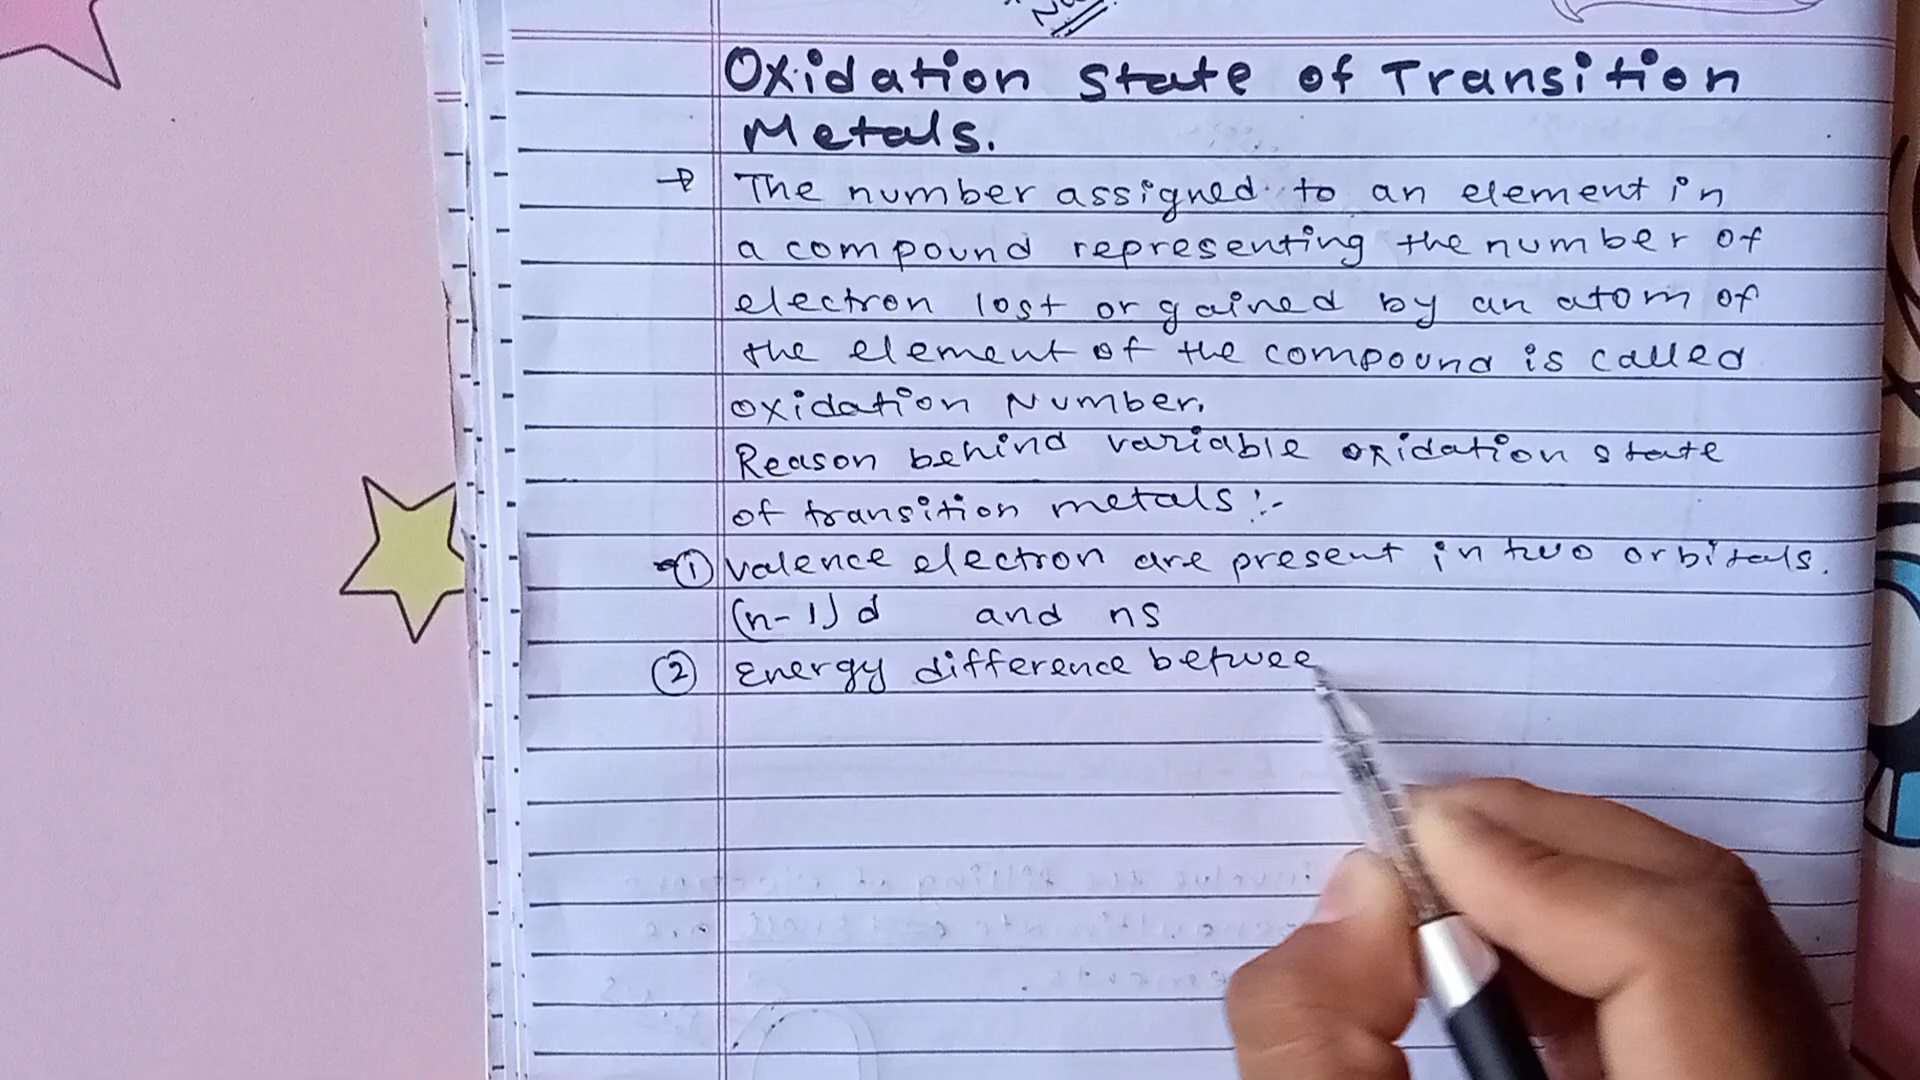 Oxidation State of Transition
Metals.
→ The number assigned to an element in
a compound representing the number of
electron lost or gained by an atom of
the element of the compound is called
oxidation Number.
Reason behind variable oxidation state
of transition metals:-
① valence electron are present in two orbitals.
(n-1) d and ns
② Energy difference betwee